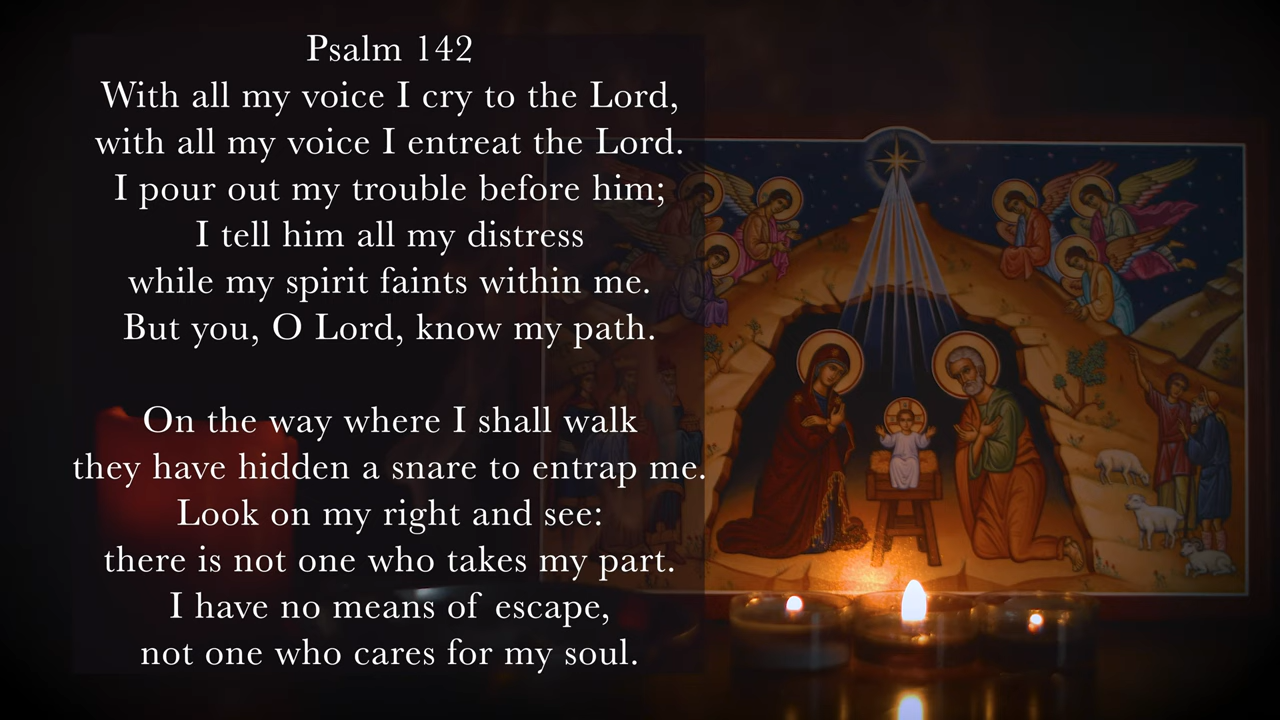 Psalm 142
With all my voice I cry to the Lord,
with all my voice I entreat the Lord.
I pour out my trouble before him;
I tell him all my distress
while my spirit faints within me.
But you, O Lord, know my path.
On the way where I shall walk
they have hidden a snare to entrap me.
Look on my right and see:
there is not one who takes my part.
I have no means of escape,
not one who cares for my soul.